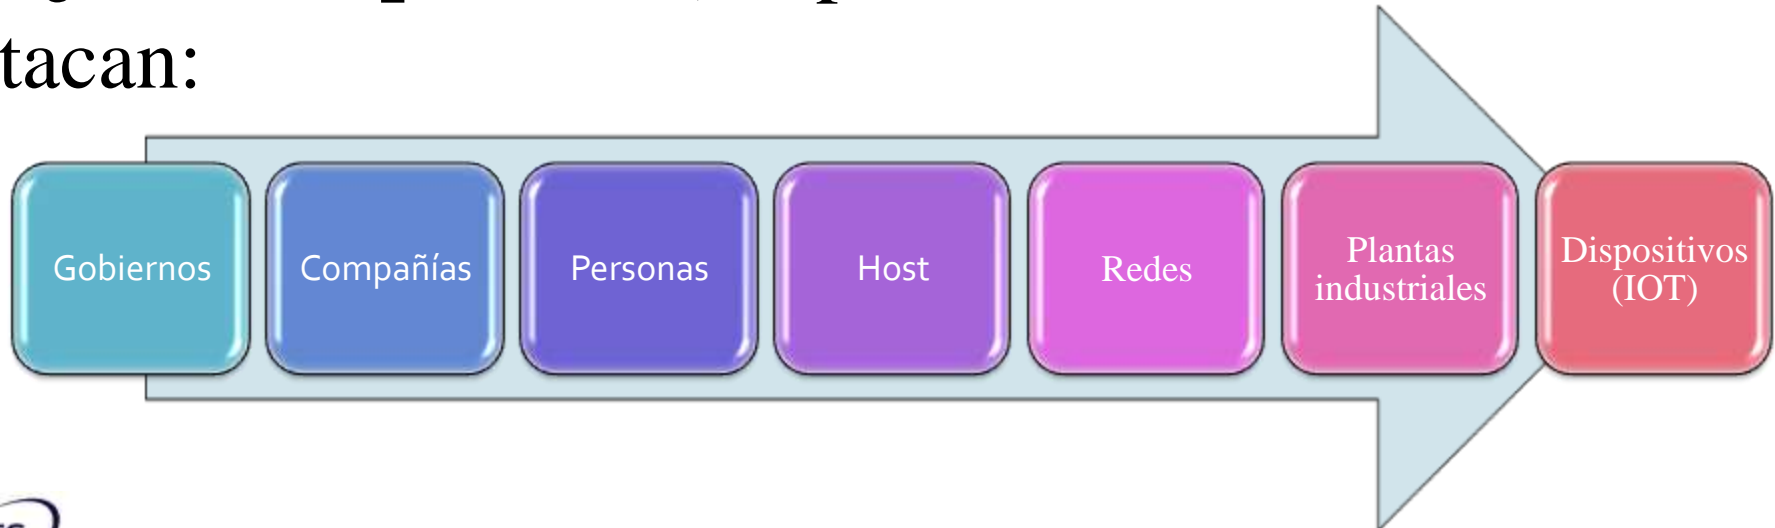 tacan:
Gobiernos
Compañías
Personas
Host
Redes
Plantas
industriales
Dispositivos
(IOT)